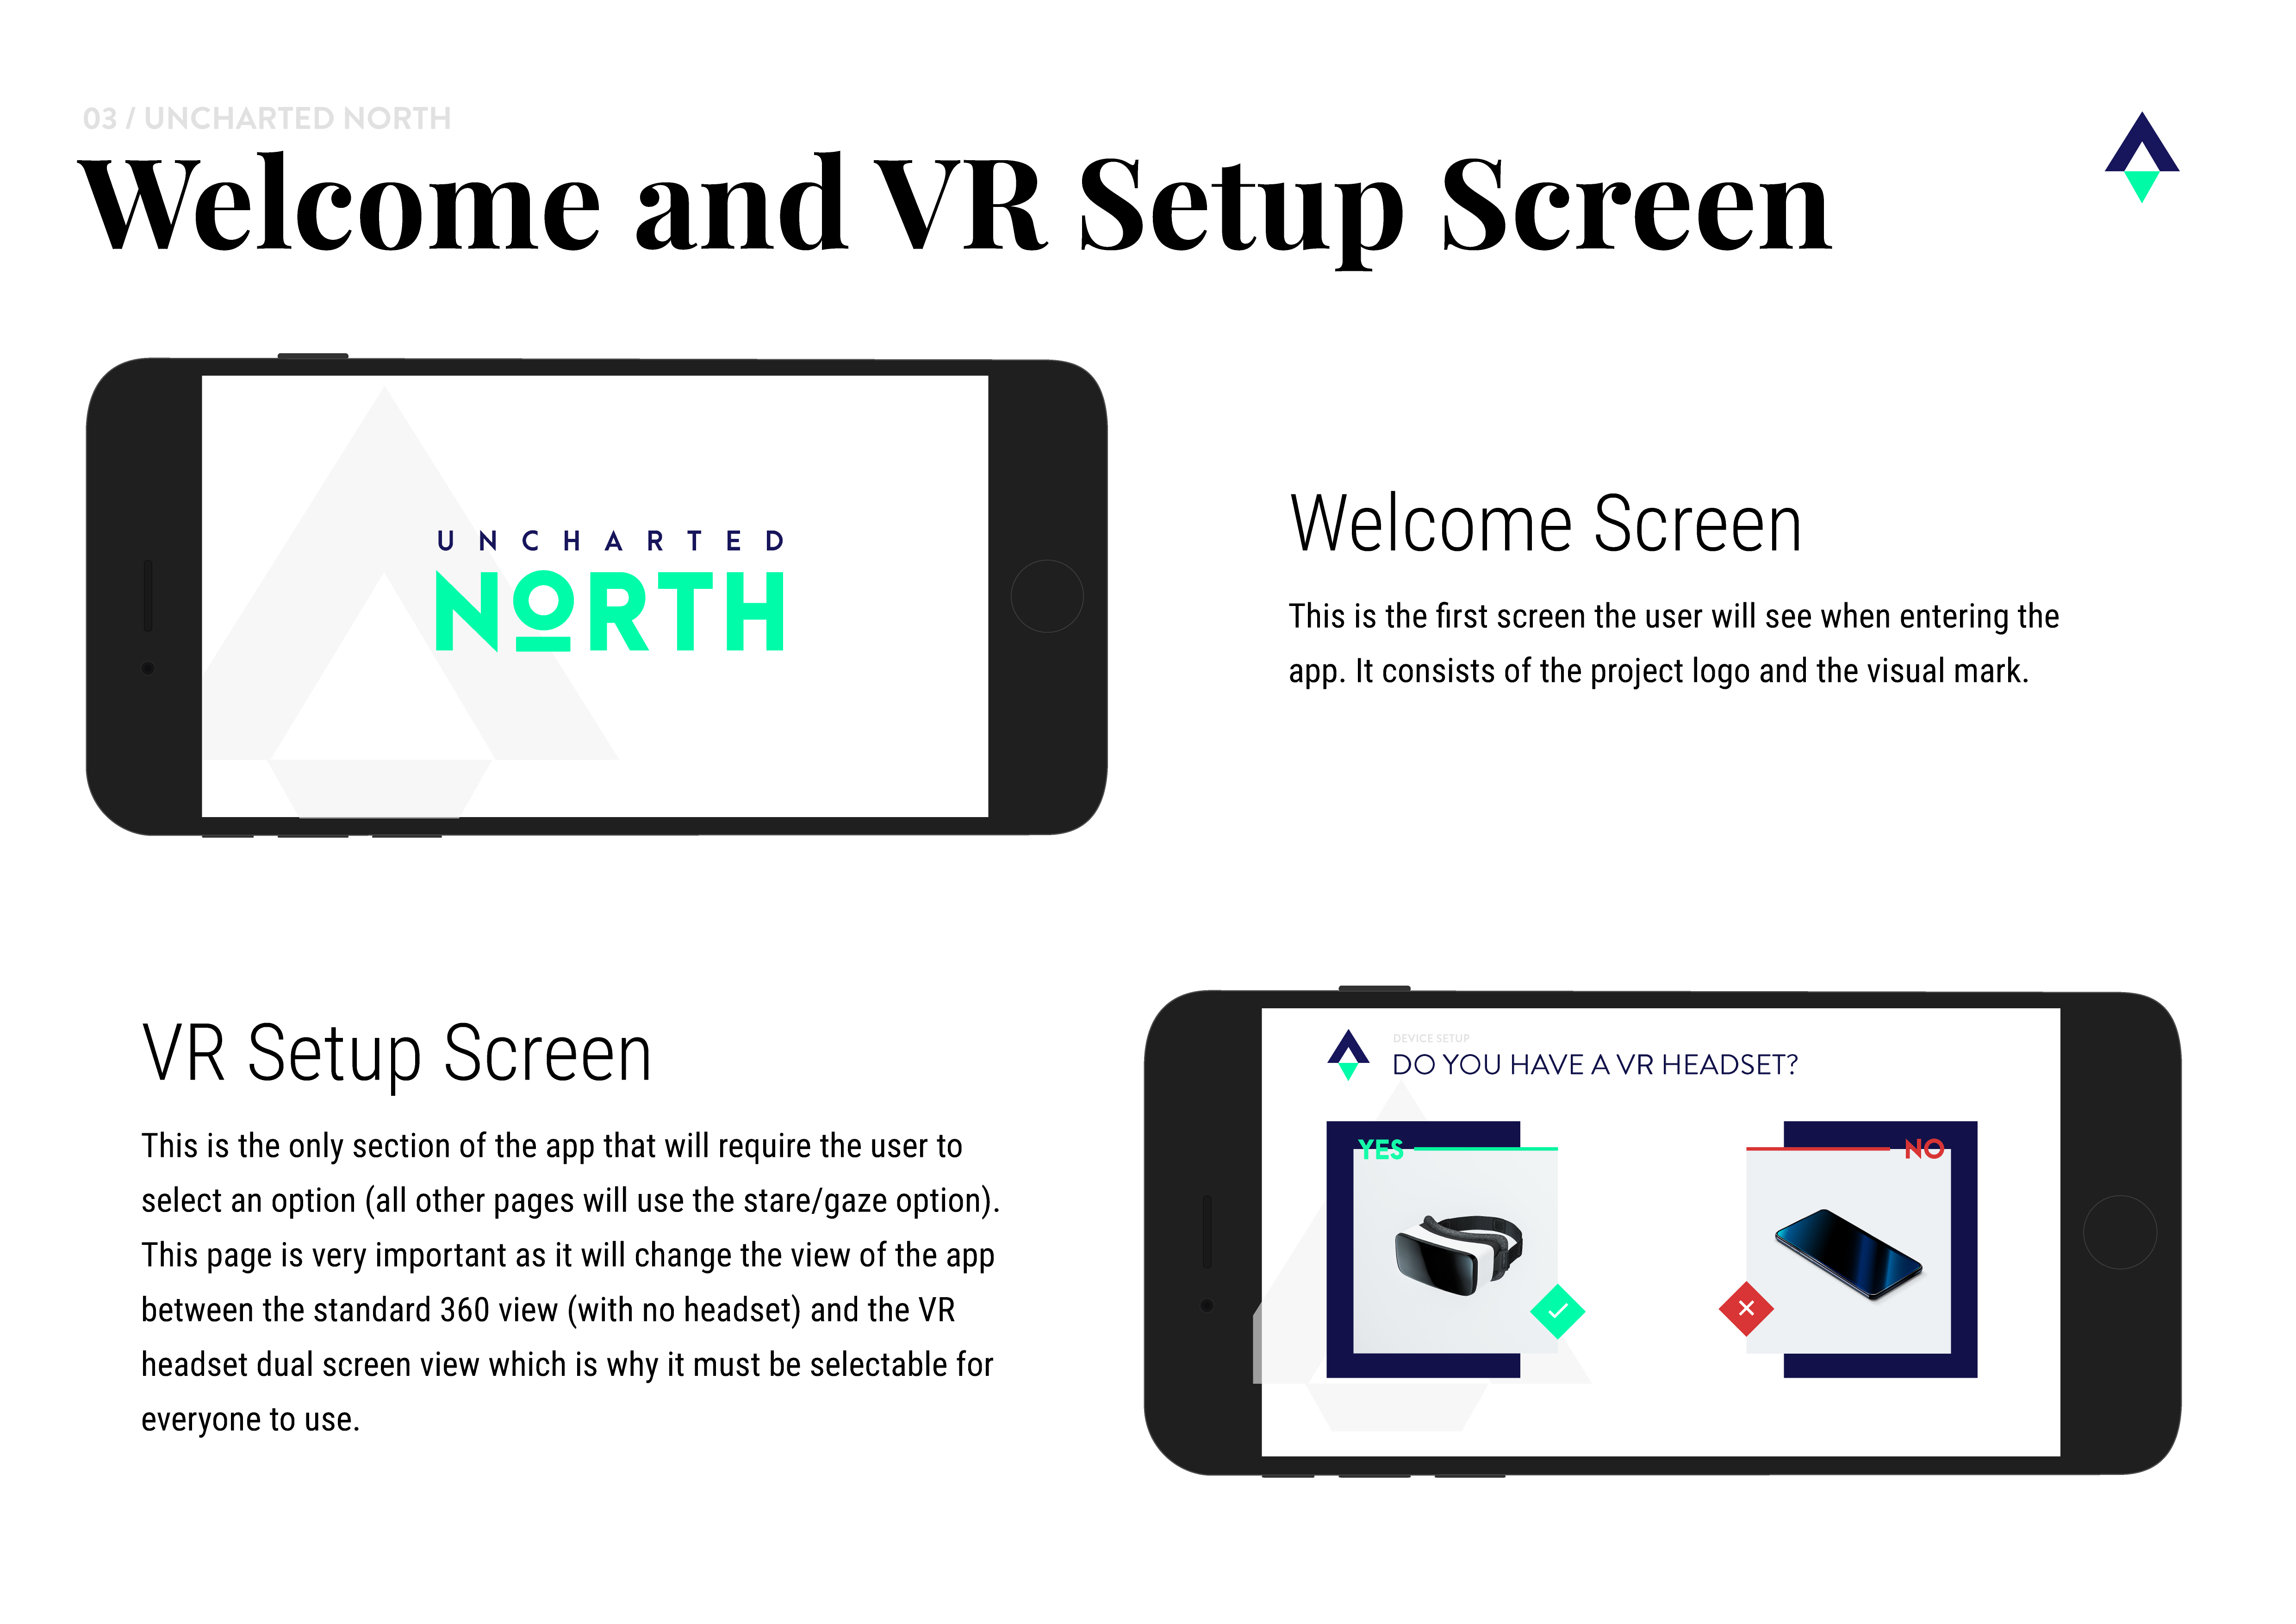 03 / UNCHARTED NORTH
Welcome and VR Setup Screen
UNCHARTED
NORTH
Welcome Screen
This is the first screen the user will see when entering the
app. It consists of the project logo and the visual mark.
VR Setup Screen
This is the only section of the app that will require the user to
select an option (all other pages will use the stare/gaze option).
This page is very important as it will change the view of the app
between the standard 360 view (with no headset) and the VR
headset dual screen view which is why it must be selectable for
everyone to use.
DEVICE SETUP
DO YOU HAVE A VR HEADSET?
YES
NO